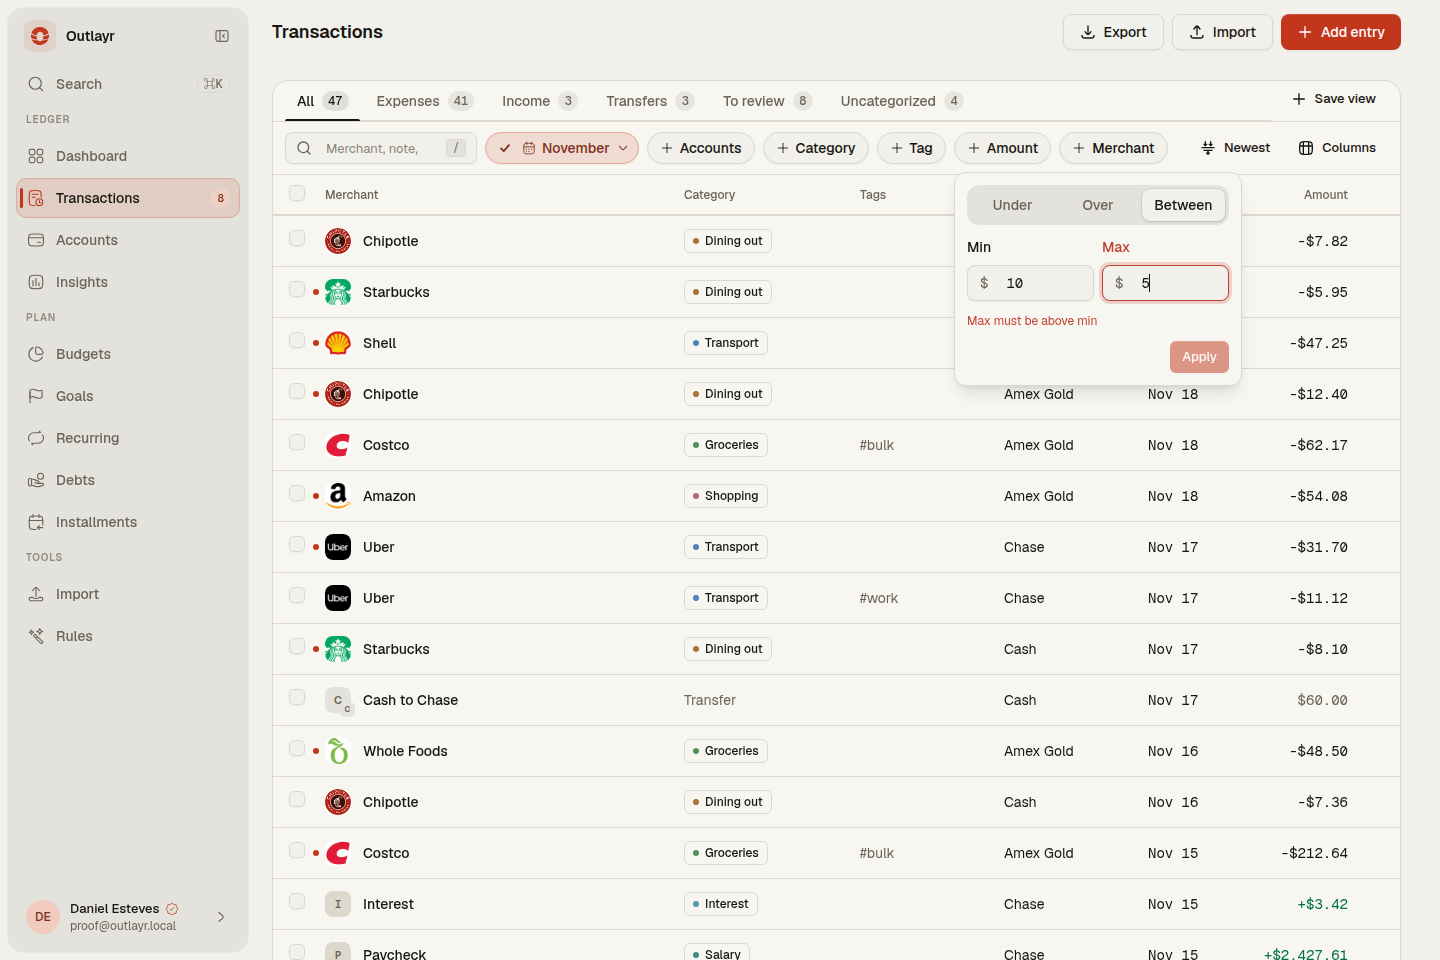 Outlayr
Search ⌘K
LEDGER
Dashboard
Transactions 8
Accounts
Insights
PLAN
Budgets
Goals
Recurring
Debts
Installments
TOOLS
Import
Rules
DE Daniel Esteves
proof@outlayr.local
Transactions
Export Import Add entry
All 47 Expenses 41 Income 3 Transfers 3 To review 8 Uncategorized 4 Save view
Merchant, note, / November Accounts Category Tag Amount Merchant Newest Columns
Merchant Category Tags Amount
Under Over Between
Min Max
$ 10 $ 5
Max must be above min
Apply
Chipotle Dining out -$7.82
Starbucks Dining out -$5.95
Shell Transport -$47.25
Chipotle Dining out Amex Gold Nov 18 -$12.40
Costco Groceries #bulk Amex Gold Nov 18 -$62.17
a Amazon Shopping Amex Gold Nov 18 -$54.08
Uber Uber Transport Chase Nov 17 -$31.70
Uber Uber Transport #work Chase Nov 17 -$11.12
Starbucks Dining out Cash Nov 17 -$8.10
C C Cash to Chase Transfer Cash Nov 17 $60.00
Whole Foods Groceries Amex Gold Nov 16 -$48.50
Chipotle Dining out Cash Nov 16 -$7.36
Costco Groceries #bulk Amex Gold Nov 15 -$212.64
I Interest Interest Chase Nov 15 +$3.42
P Paycheck Salary Chase Nov 15 +$2,427.61